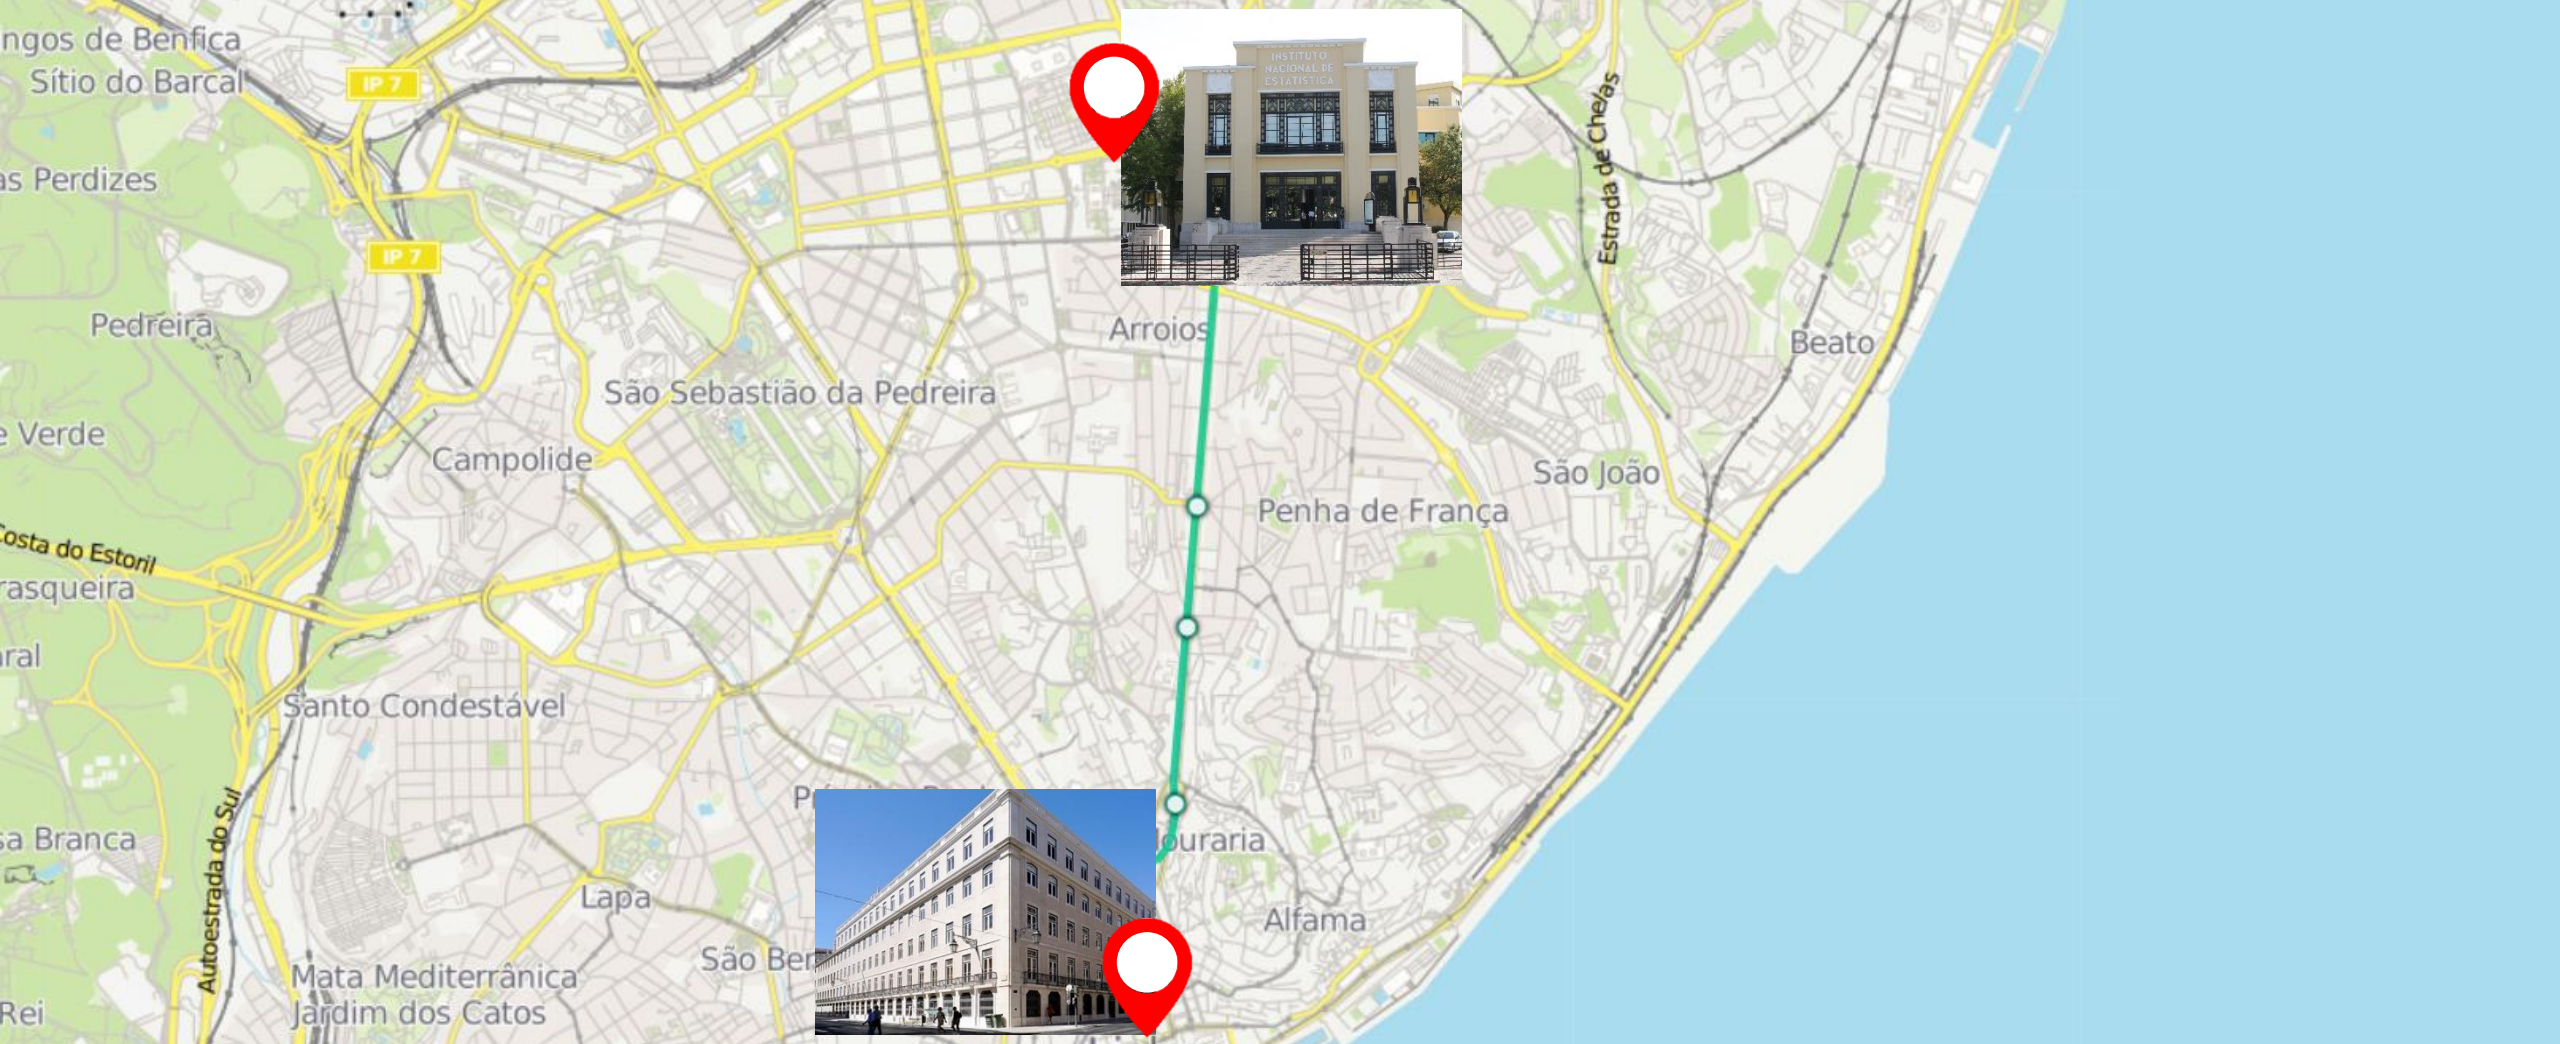 ngos de Benfica
Sítio do Barcal
IP 7
INSTITUTO
NACIONAL DE
ESTATÍSTICA
Estrada de Chelas
as Perdizes
IP 7
Pedreira
Arroios
Beato
São Sebastião da Pedreira
e Verde
Campolide
São João
Penha de França
Costa do Estoril
rasqueira
aral
Santo Condestável
Autoestrada do Sul
sa Branca
ouraria
Lapa
Alfama
São Ber
Mata Mediterrânica
Jardim dos Catos
Rei